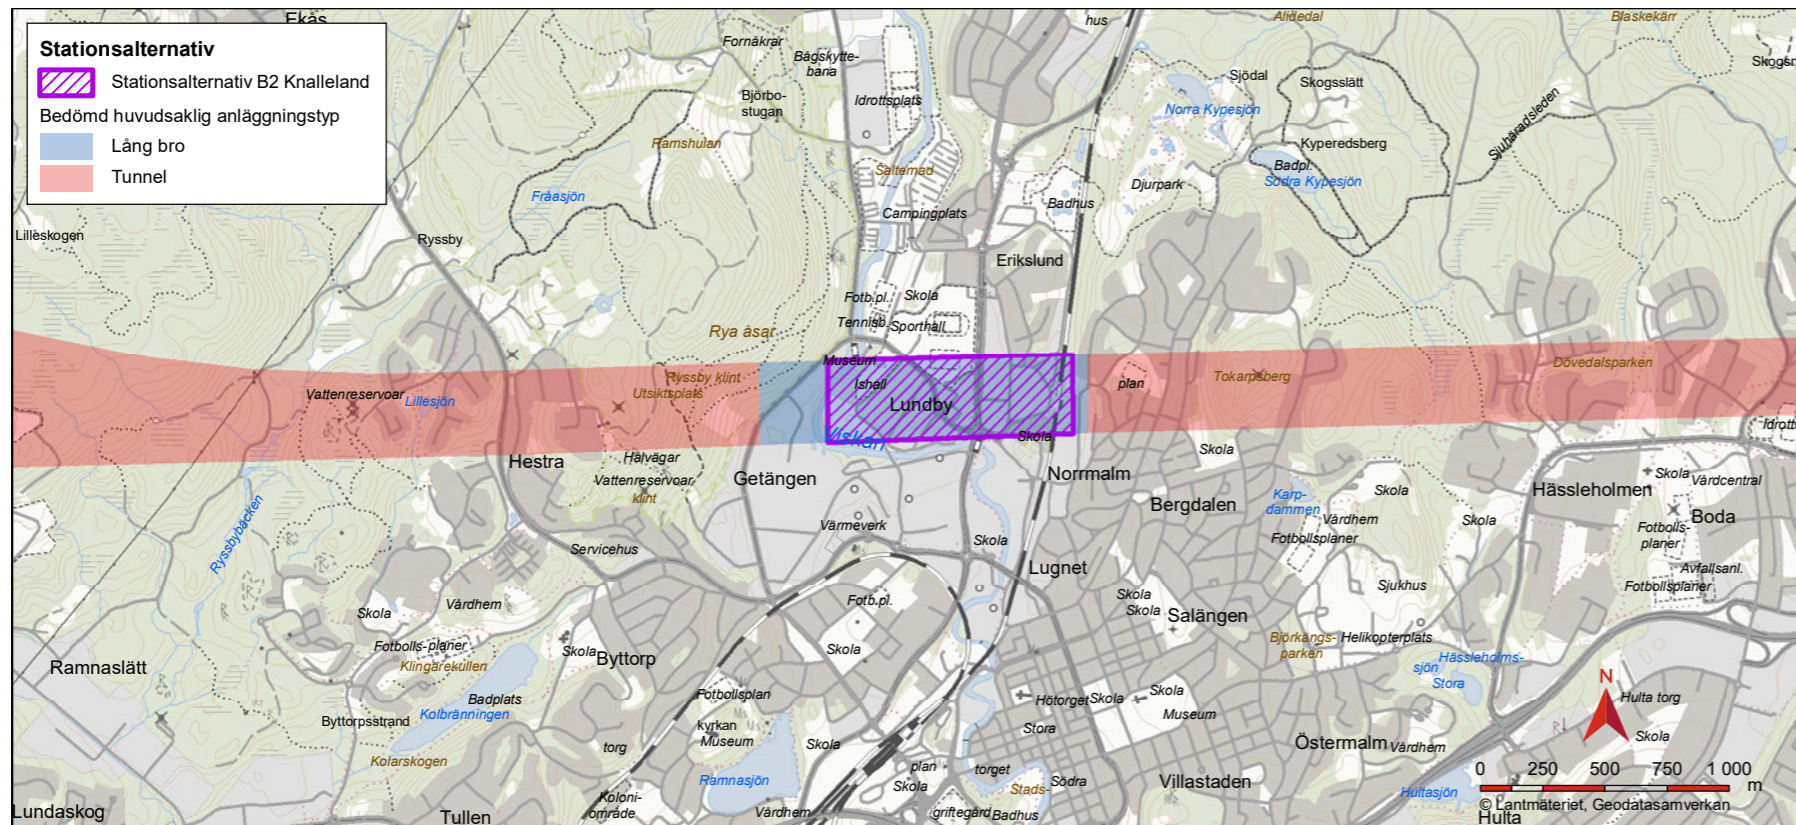 Ekås
Stationsalternativ
Stationsalternativ B2 Knalleland
Bedömd huvudsaklig anläggningstyp
Lång bro
Tunnel
hus
Alidedal
Blaskekärr
Fornåkrar
Bågskytte-
bana
Skogsn
Björbo-
stugan
Idrottsplats
Sjödal
Skogsslätt
Norra Kypesjön
Sjuhäradsleden
Ramshulan
Kyperedsberg
Saltemad
Badpl.
Södra Kypesjön
Djurpark
Fråasjön
Badhus
Campingplats
Lilleskogen
Ryssby
Erikslund
Fotb.pl.
Skola
Tennisb.
Sporthall
Rya åsar
Museum
Ishall
Ryssby klint
Utsiktsplats
plan
Tokarpsberg
Dövedalsparken
Vattenreservoar
Lillesjön
Lundby
Viskan
Skola
Idrotts
Hestra
Hålvägar
Vattenreservoar
klint
Getängen
Norrmalm
Skola
Bergdalen
Karp-
dammen
Skola
Hässleholmen
Skola
Vårdcentral
Boda
Ryssbybäcken
Värmeverk
Vårdhem
Fotbollsplaner
Skola
Fotbolls-
planer
Servicehus
Skola
Lugnet
Avfallsanl.
Fotbollsplaner
Sjukhus
Skola
Vårdhem
Fotb.pl.
Skola
Skola
Salängen
Fotbolls-planer
Klingarekullen
Skola
Byttorp
Skola
Björkängs-
parken
Helikopterplats
Hässleholms-
sjön
Stora
Ramnaslätt
Badplats
Kolbränningen
Byttorpsstrand
Fotbollsplan
Hötorget
Skola
Skola
Museum
N
Hulta torg
kyrkan
Museum
Skola
Stora
torg
Kolarskogen
Östermalm
Vårdhem
Skola
plan
torget
Södra
Ramnasjön
Skola
Stads-
Villastaden
Hultasjön
0 250 500 750 1 000
m
© Lantmäteriet, Geodatasamverkan
Lundaskog
Tullen
Koloni-
område
Vårdhem
griftegård
Badhus
Hulta